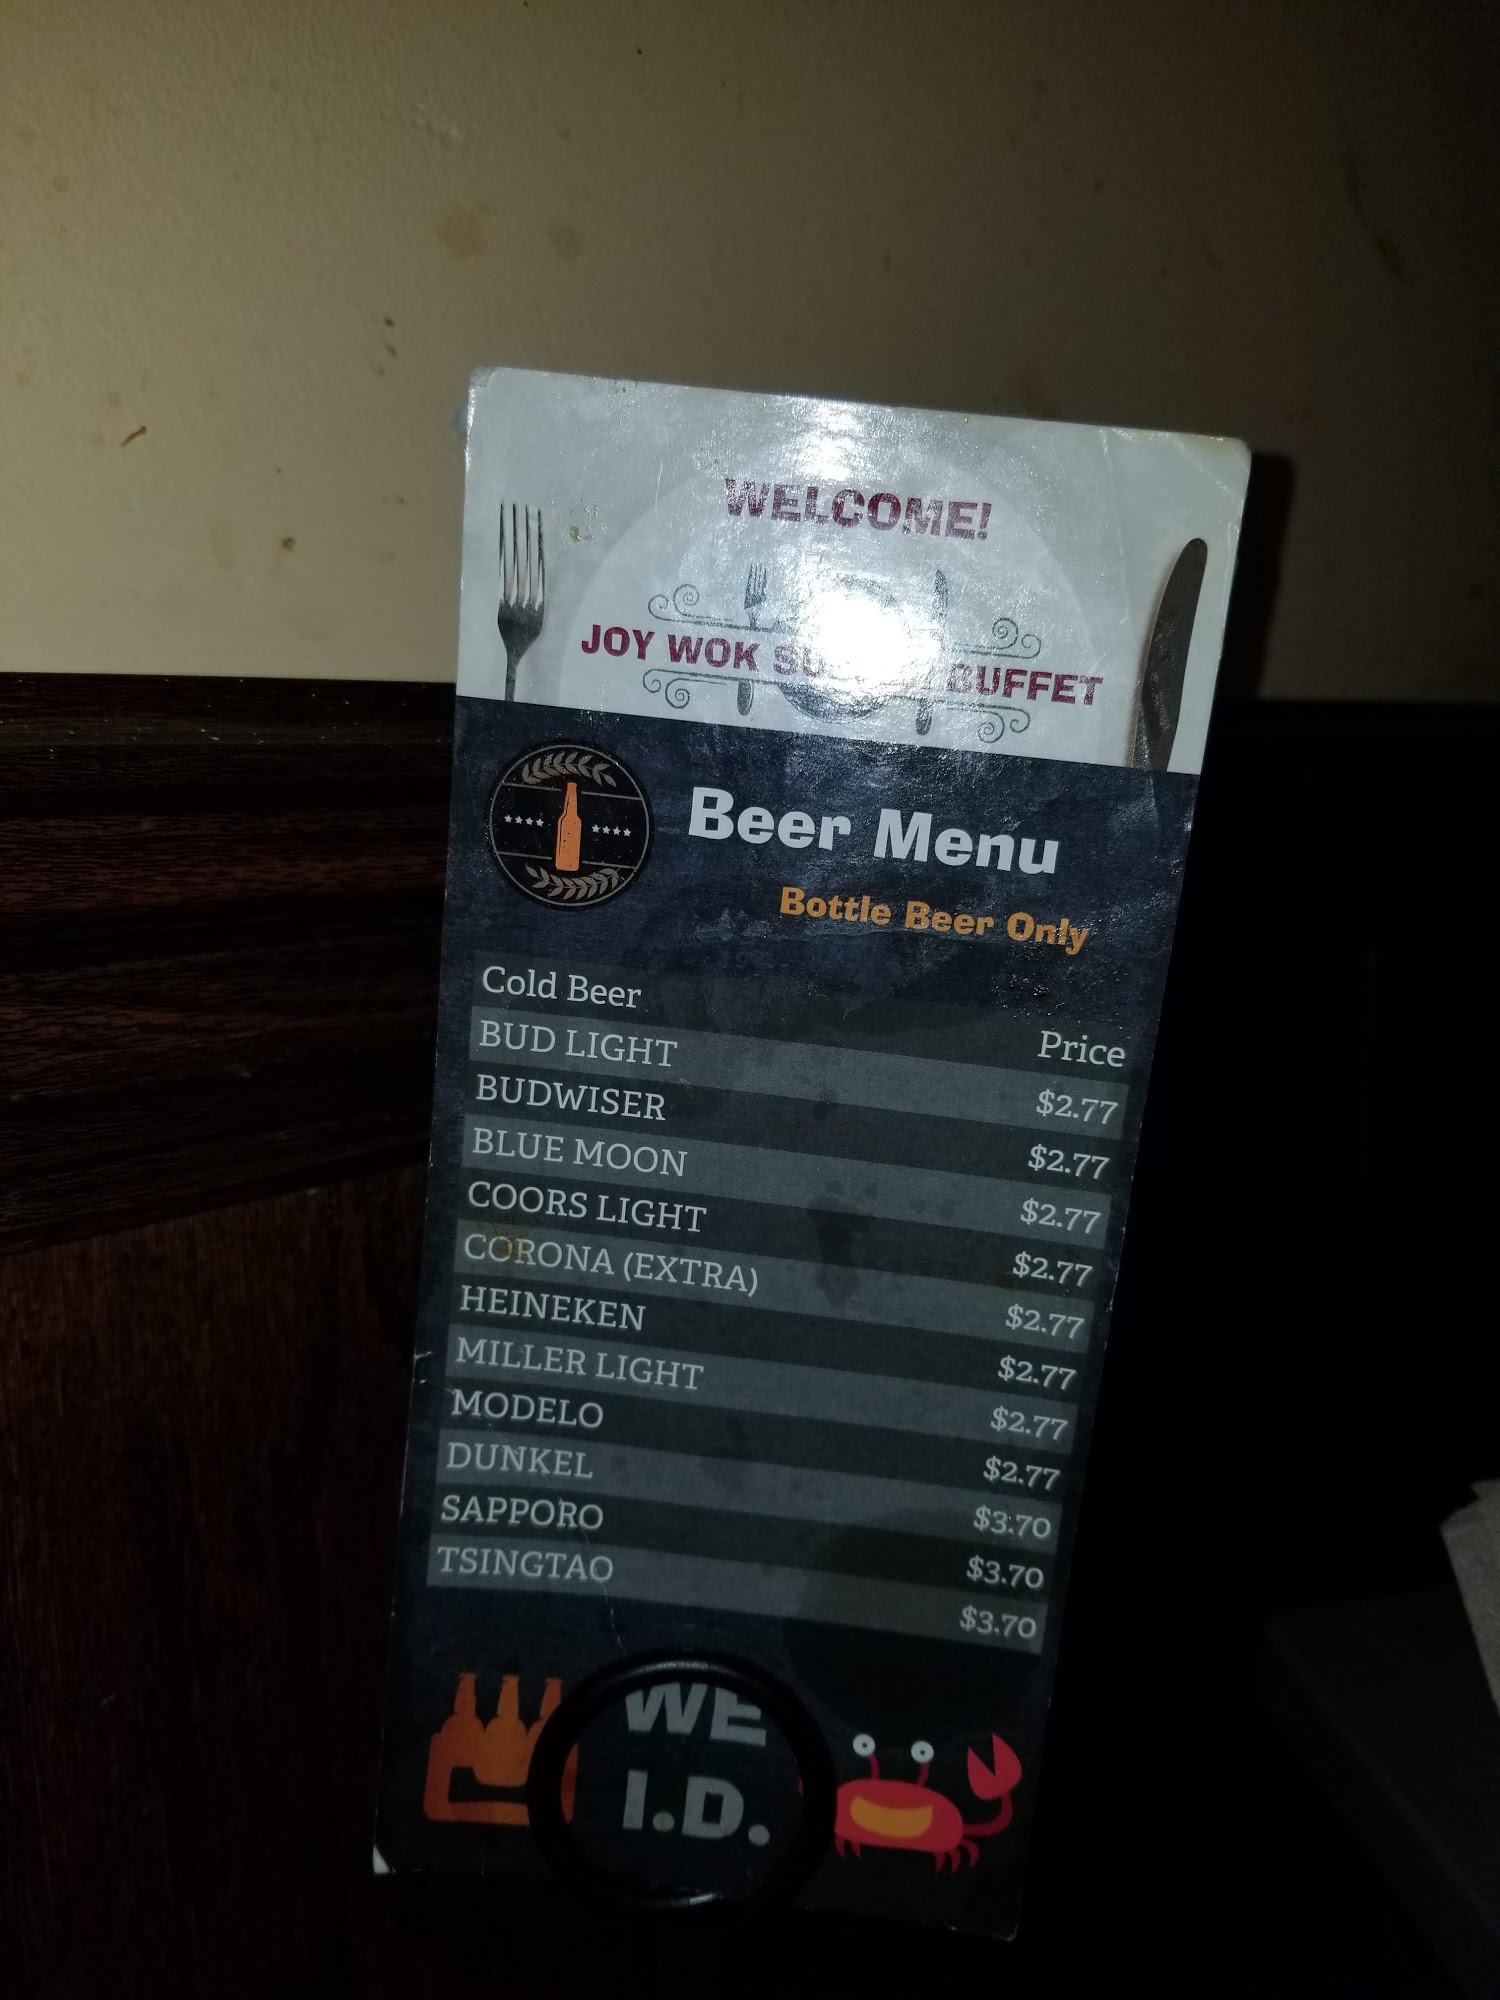 WELCOME!
JOY WOK BUFFET
Beer Menu
Bottle Beer Only
Cold Beer Price
BUD LIGHT $2.77
BUDWISER $2.77
BLUE MOON $2.77
COORS LIGHT $2.77
CORONA (EXTRA) $2.77
HEINEKEN $2.77
MILLER LIGHT $2.77
MODELO $2.77
DUNKEL $3.70
SAPPORO $3.70
TSINGTAO $3.70
WE
I.D.